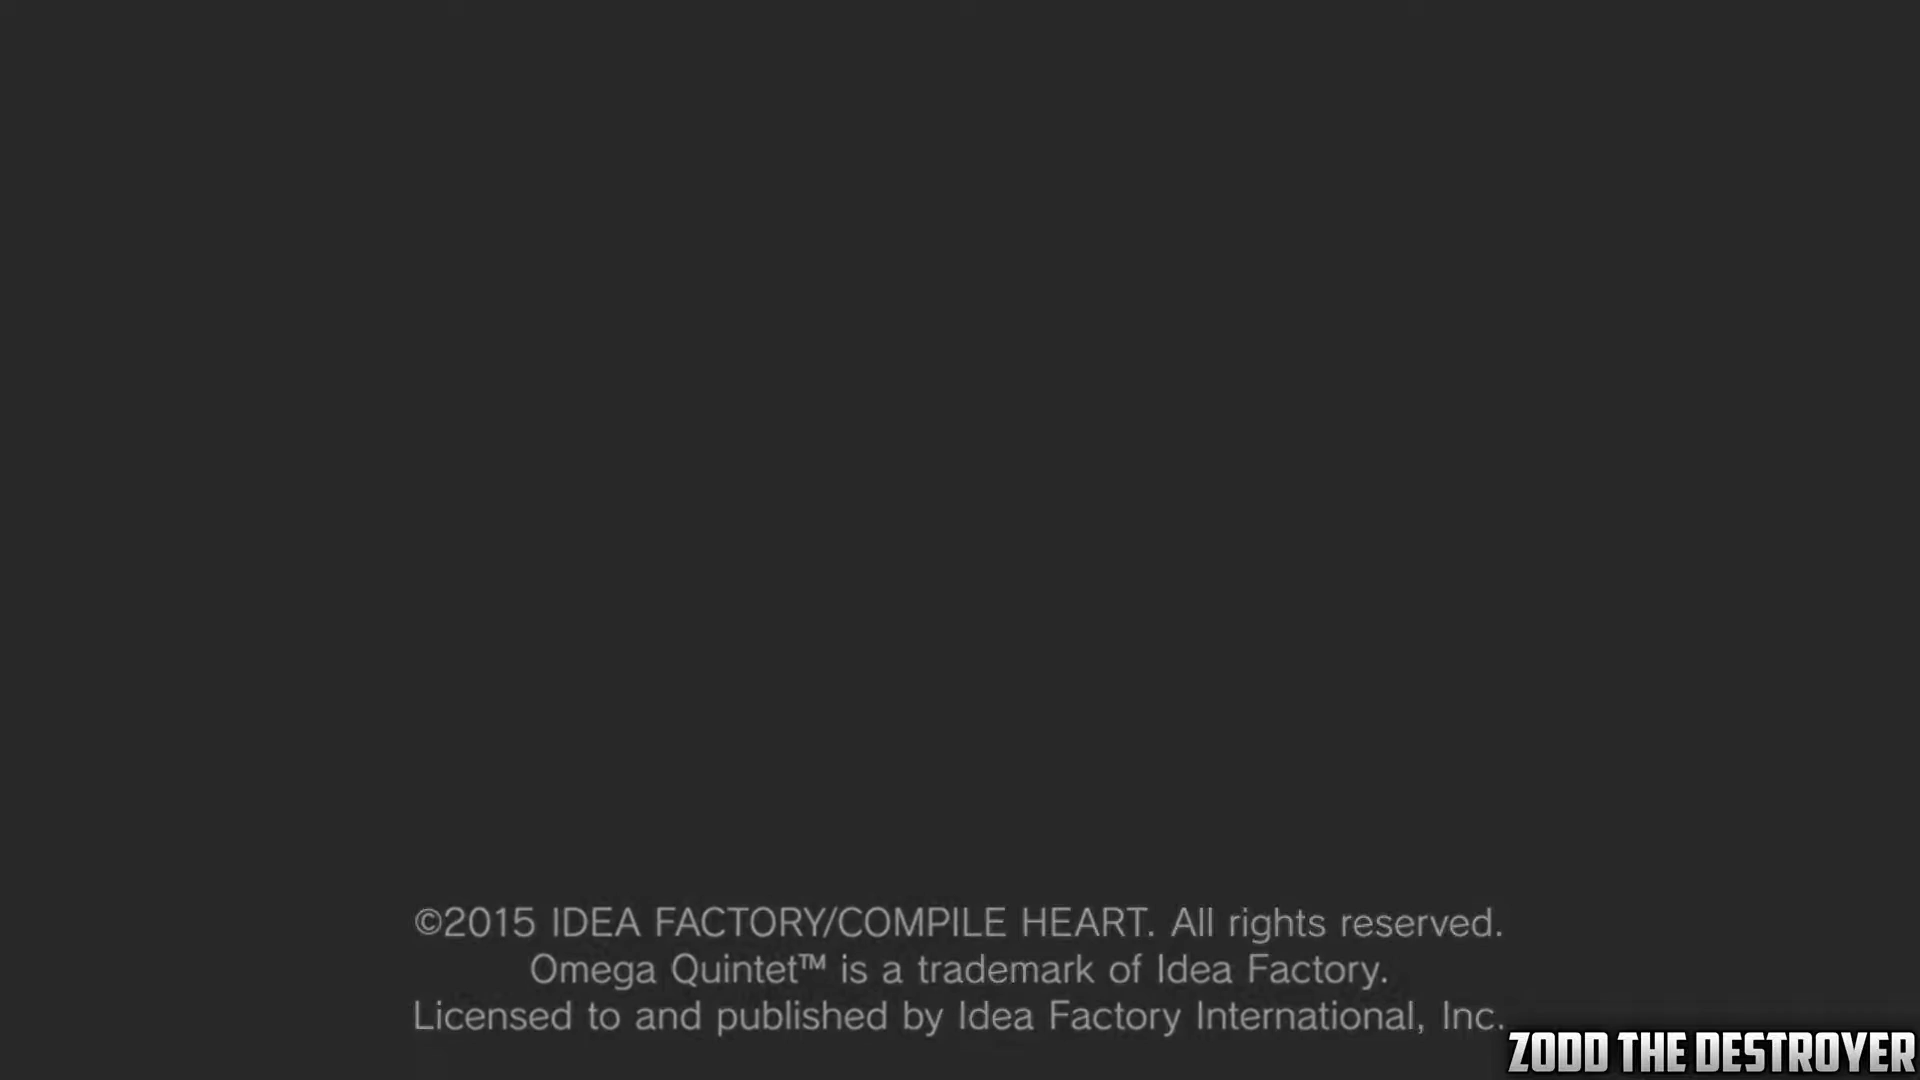 ©2015 IDEA FACTORY/COMPILE HEART. All rights reserved.
Omega Quintet™ is a trademark of Idea Factory.
Licensed to and published by Idea Factory International, Inc.
ZODD THE DESTROYER